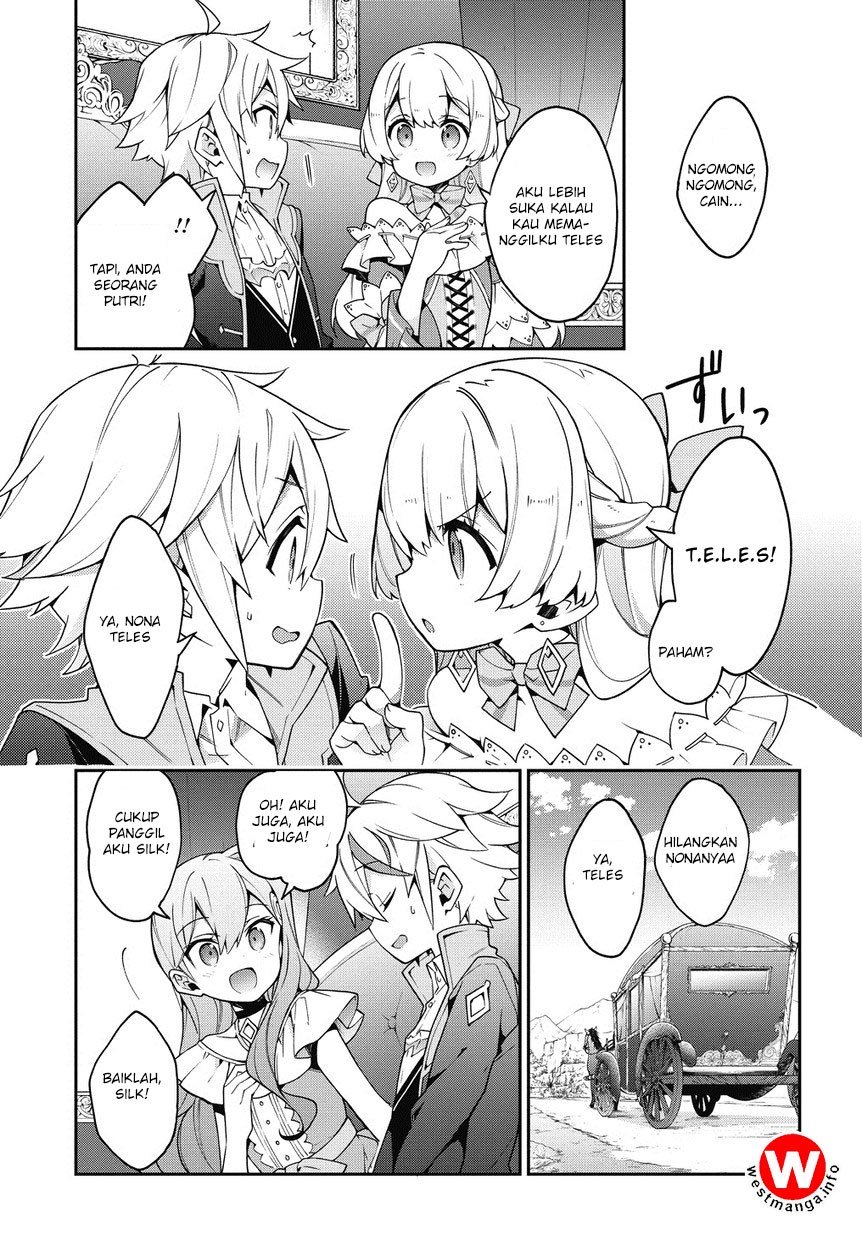 NGOMONG
NGOMONG,
CAIN...
AKU LEBIH
SUKA KALAU
KAU MEMA-
NGGILKU TELES
!!
TAPI, ANDA
SEORANG
PUTRI!
ずいっ
T.E.L.E.S!
PAHAM?
YA, NONA
TELES
HILANGKAN
NONANYAA
YA,
TELES
OH! AKU
JUGA, AKU
JUGA!
CUKUP
PANGGIL
AKU SILK!
BAIKLAH,
SILK!
W
westmanga.info